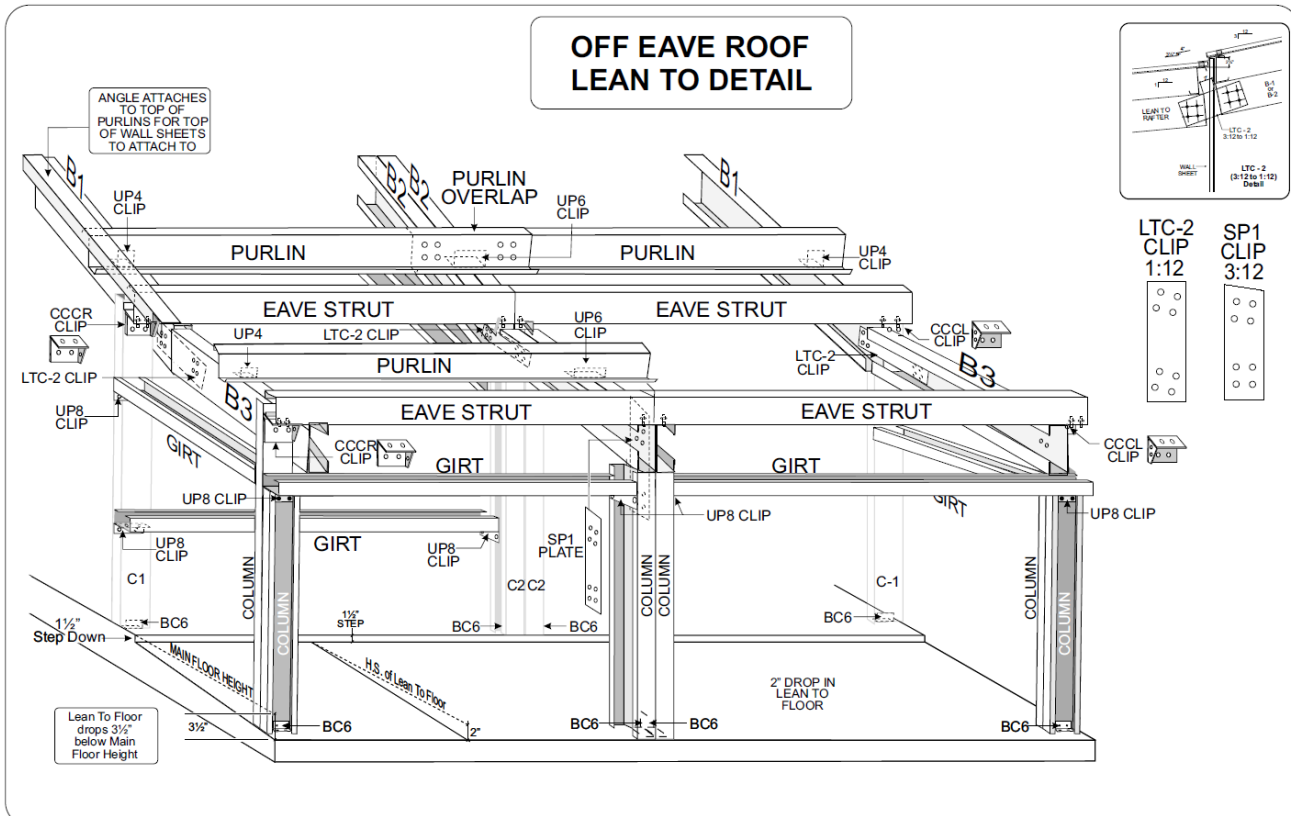 OFF EAVE ROOF
LEAN TO DETAIL
ANGLE ATTACHES
TO TOP OF
PURLINS FOR TOP
OF WALL SHEETS
TO ATTACH TO
12
3
4"
12
1
LEAN TO
RAFTER
B-1
or
B-2
LTC - 2
3:12 to 1:12
WALL
SHEET
LTC - 2
(3:12 to 1:12)
Detail
LTC-2
CLIP
1:12
SP1
CLIP
3:12
B1
B2
B2
B1
UP4
CLIP
PURLIN
OVERLAP
UP6
CLIP
PURLIN
PURLIN
UP4
CLIP
EAVE STRUT
EAVE STRUT
CCCR
CLIP
UP4
LTC-2 CLIP
UP6
CLIP
CCCL
CLIP
PURLIN
LTC-2
CLIP
B3
LTC-2 CLIP
B3
UP8
CLIP
EAVE STRUT
EAVE STRUT
GIRT
CCCR
CLIP
CCCL
CLIP
GIRT
GIRT
GIRT
UP8 CLIP
UP8 CLIP
UP8 CLIP
UP8
CLIP
GIRT
UP8
CLIP
SP1
PLATE
C1
COLUMN
COLUMN
C2
C2
COLUMN
COLUMN
C-1
COLUMN
COLUMN
BC6
1½"
Step Down
1½"
STEP
BC6
BC6
BC6
MAIN FLOOR HEIGHT
H.S. of Lean To Floor
2" DROP IN
LEAN TO
FLOOR
Lean To Floor
drops 3½"
below Main
Floor Height
3½"
BC6
2"
BC6
BC6
BC6